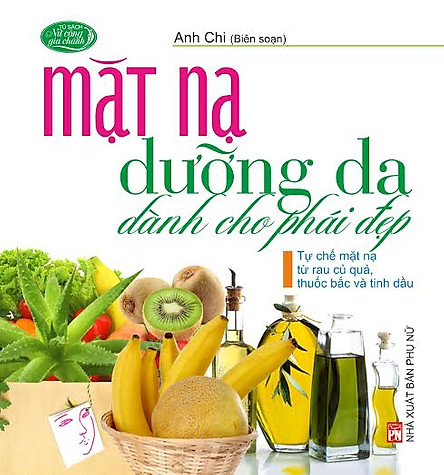 TỦ SÁCH
Nữ công
gia chánh
Anh Chi (Biên soạn)
mặt nạ
dưỡng da
dành cho phái đẹp
Tự chế mặt nạ
từ rau củ quả,
thuốc bắc và tinh dầu
NHÀ XUẤT BẢN PHỤ NỮ
PN